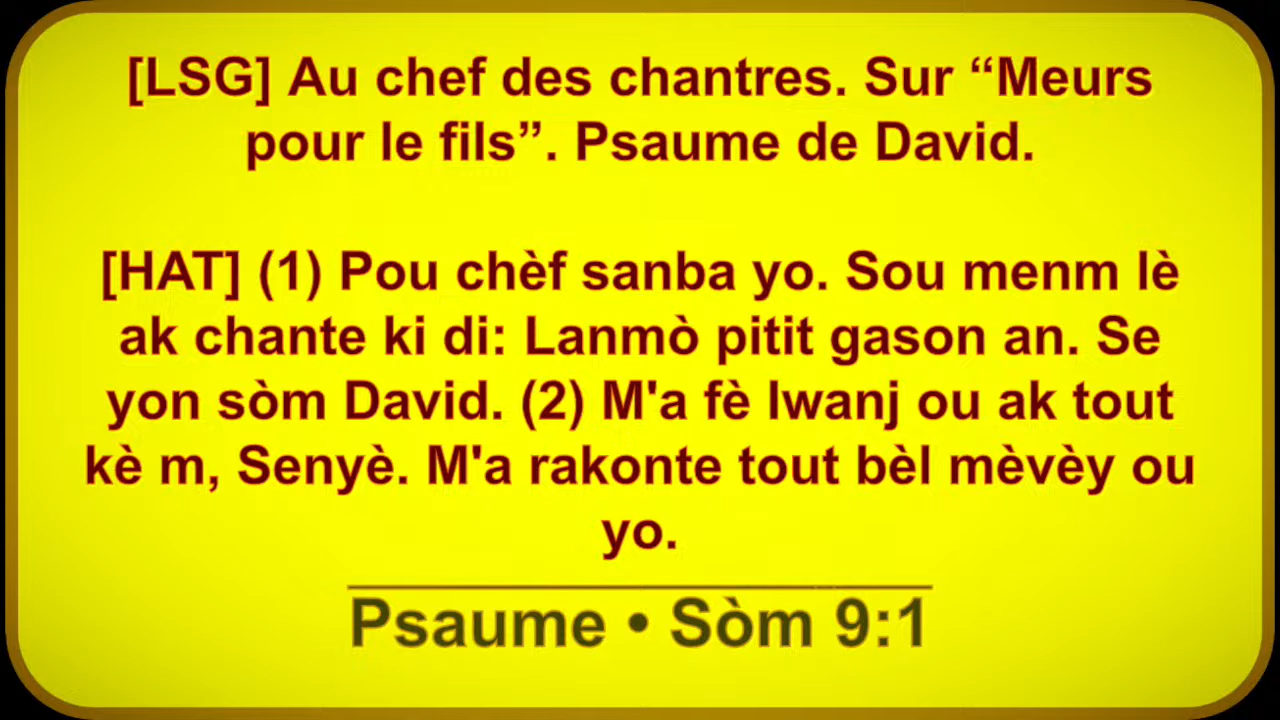 [LSG] Au chef des chantres. Sur “Meurs
pour le fils”. Psaume de David.
[HAT] (1) Pou chèf sanba yo. Sou menm lè
ak chante ki di: Lanmò pitit gason an. Se
yon sòm David. (2) M'a fè lwanj ou ak tout
kè m, Senyè. M'a rakonte tout bèl mèvèy ou
yo.
Psaume • Sòm 9:1